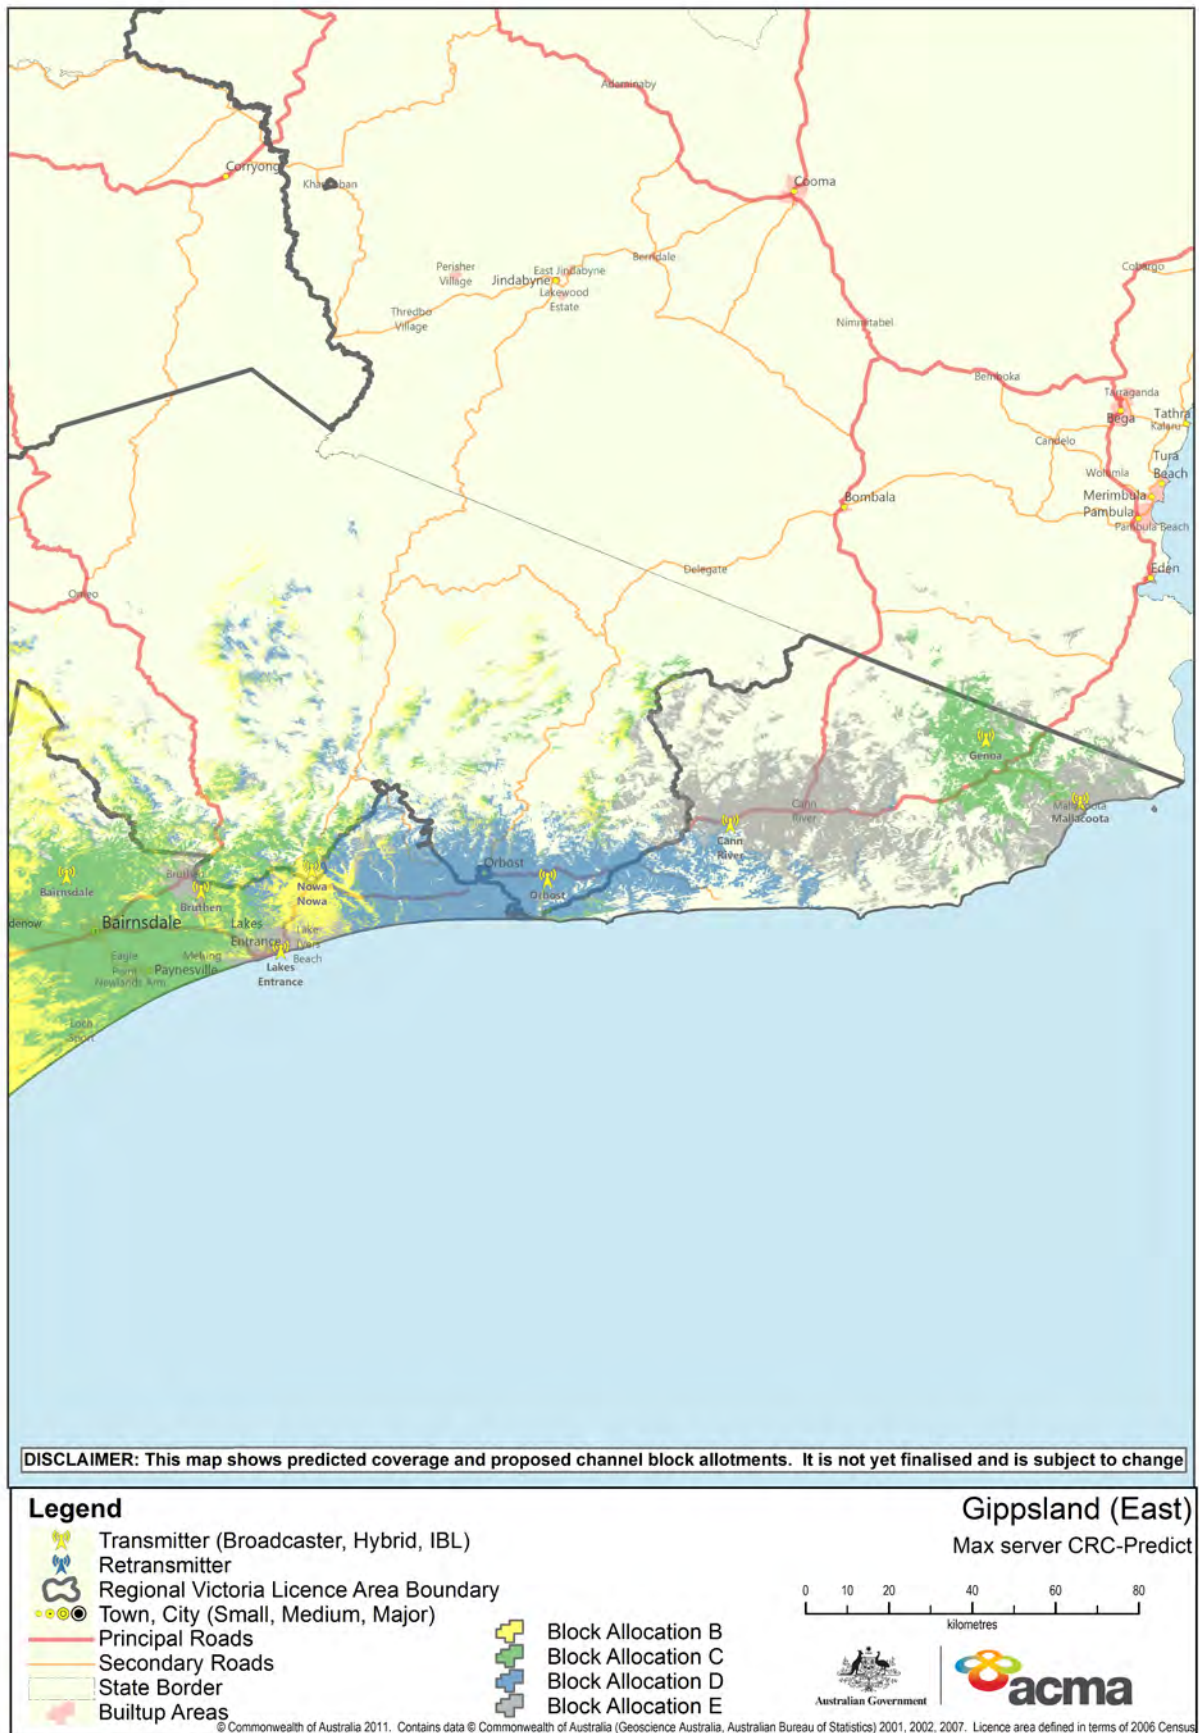 Adaminaby
Corryong
Khancoban
Cooma
Berridale
Perisher
Village
East Jindabyne
Jindabyne
Lakewood
Estate
Cobargo
Thredbo
Village
Nimmitabel
Bemboka
Tarraganda
Bega
Tathra
Kalaru
Candelo
Tura
Beach
Wolumla
Merimbula
Pambula
Pambula Beach
Bombala
Eden
Delegate
Omeo
Genoa
Cann
River
Mallacoota
Mallacoota
Cann
River
Orbost
Orbost
Bruthen
Bruthen
Bairnsdale
Nowa
Nowa
denow
Bairnsdale
Lakes
Entrance
Lake
Tyers
Beach
Eagle
Point
Metung
Paynesville
Newlands Arm
Lakes
Entrance
Loch
Sport
DISCLAIMER: This map shows predicted coverage and proposed channel block allotments. It is not yet finalised and is subject to change
Legend
Transmitter (Broadcaster, Hybrid, IBL)
Retransmitter
Regional Victoria Licence Area Boundary
Town, City (Small, Medium, Major)
Principal Roads
Secondary Roads
State Border
Builtup Areas
Block Allocation B
Block Allocation C
Block Allocation D
Block Allocation E
Gippsland (East)
Max server CRC-Predict
0 10 20 40 60 80
kilometres
Australian Government
acma
© Commonwealth of Australia 2011. Contains data © Commonwealth of Australia (Geoscience Australia, Australian Bureau of Statistics) 2001, 2002, 2007. Licence area defined in terms of 2006 Census